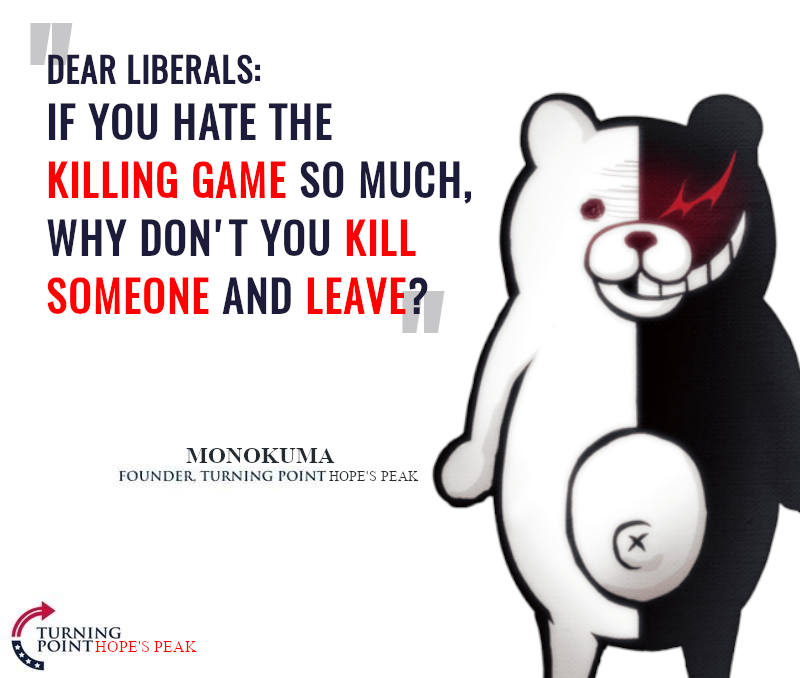 "
DEAR LIBERALS:
IF YOU HATE THE
KILLING GAME SO MUCH,
WHY DON'T YOU KILL
SOMEONE AND LEAVE?
"
MONOKUMA
FOUNDER, TURNING POINT HOPE'S PEAK
TURNING
POINT HOPE'S PEAK